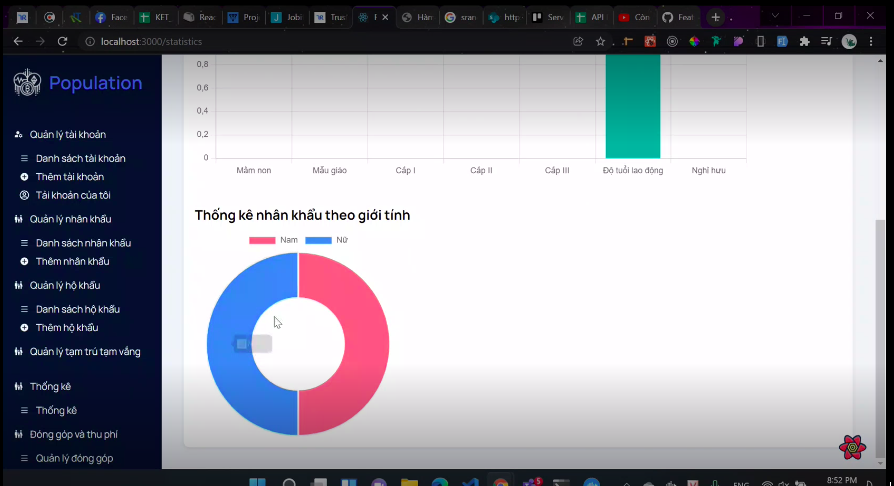 Face
KET_
Proj
Trus
Hàn
sran
http
Serv
API
Côn
Feat
localhost:3000/statistics
Population
Quản lý tài khoản
Danh sách tài khoản
Thêm tài khoản
Tài khoản của tôi
Quản lý nhân khẩu
Danh sách nhân khẩu
Thêm nhân khẩu
Quản lý hộ khẩu
Danh sách hộ khẩu
Thêm hộ khẩu
Quản lý tạm trú tạm vắng
Thống kê
Thống kê
Đóng góp và thu phí
Quản lý đóng góp
0,8
0,6
0,4
0,2
0
Mầm non Mẫu giáo Cấp I Cấp II Cấp III Độ tuổi lao động Nghỉ hưu
Thống kê nhân khẩu theo giới tính
Nam Nữ
5
ENG
8:52 PM